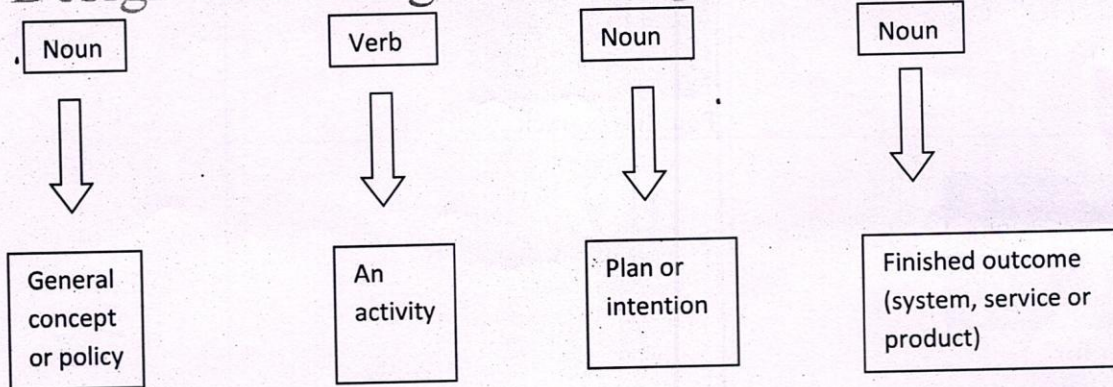 Noun
Verb
Noun
Noun
General
concept
or policy
An
activity
Plan or
intention
Finished outcome
(system, service or
product)